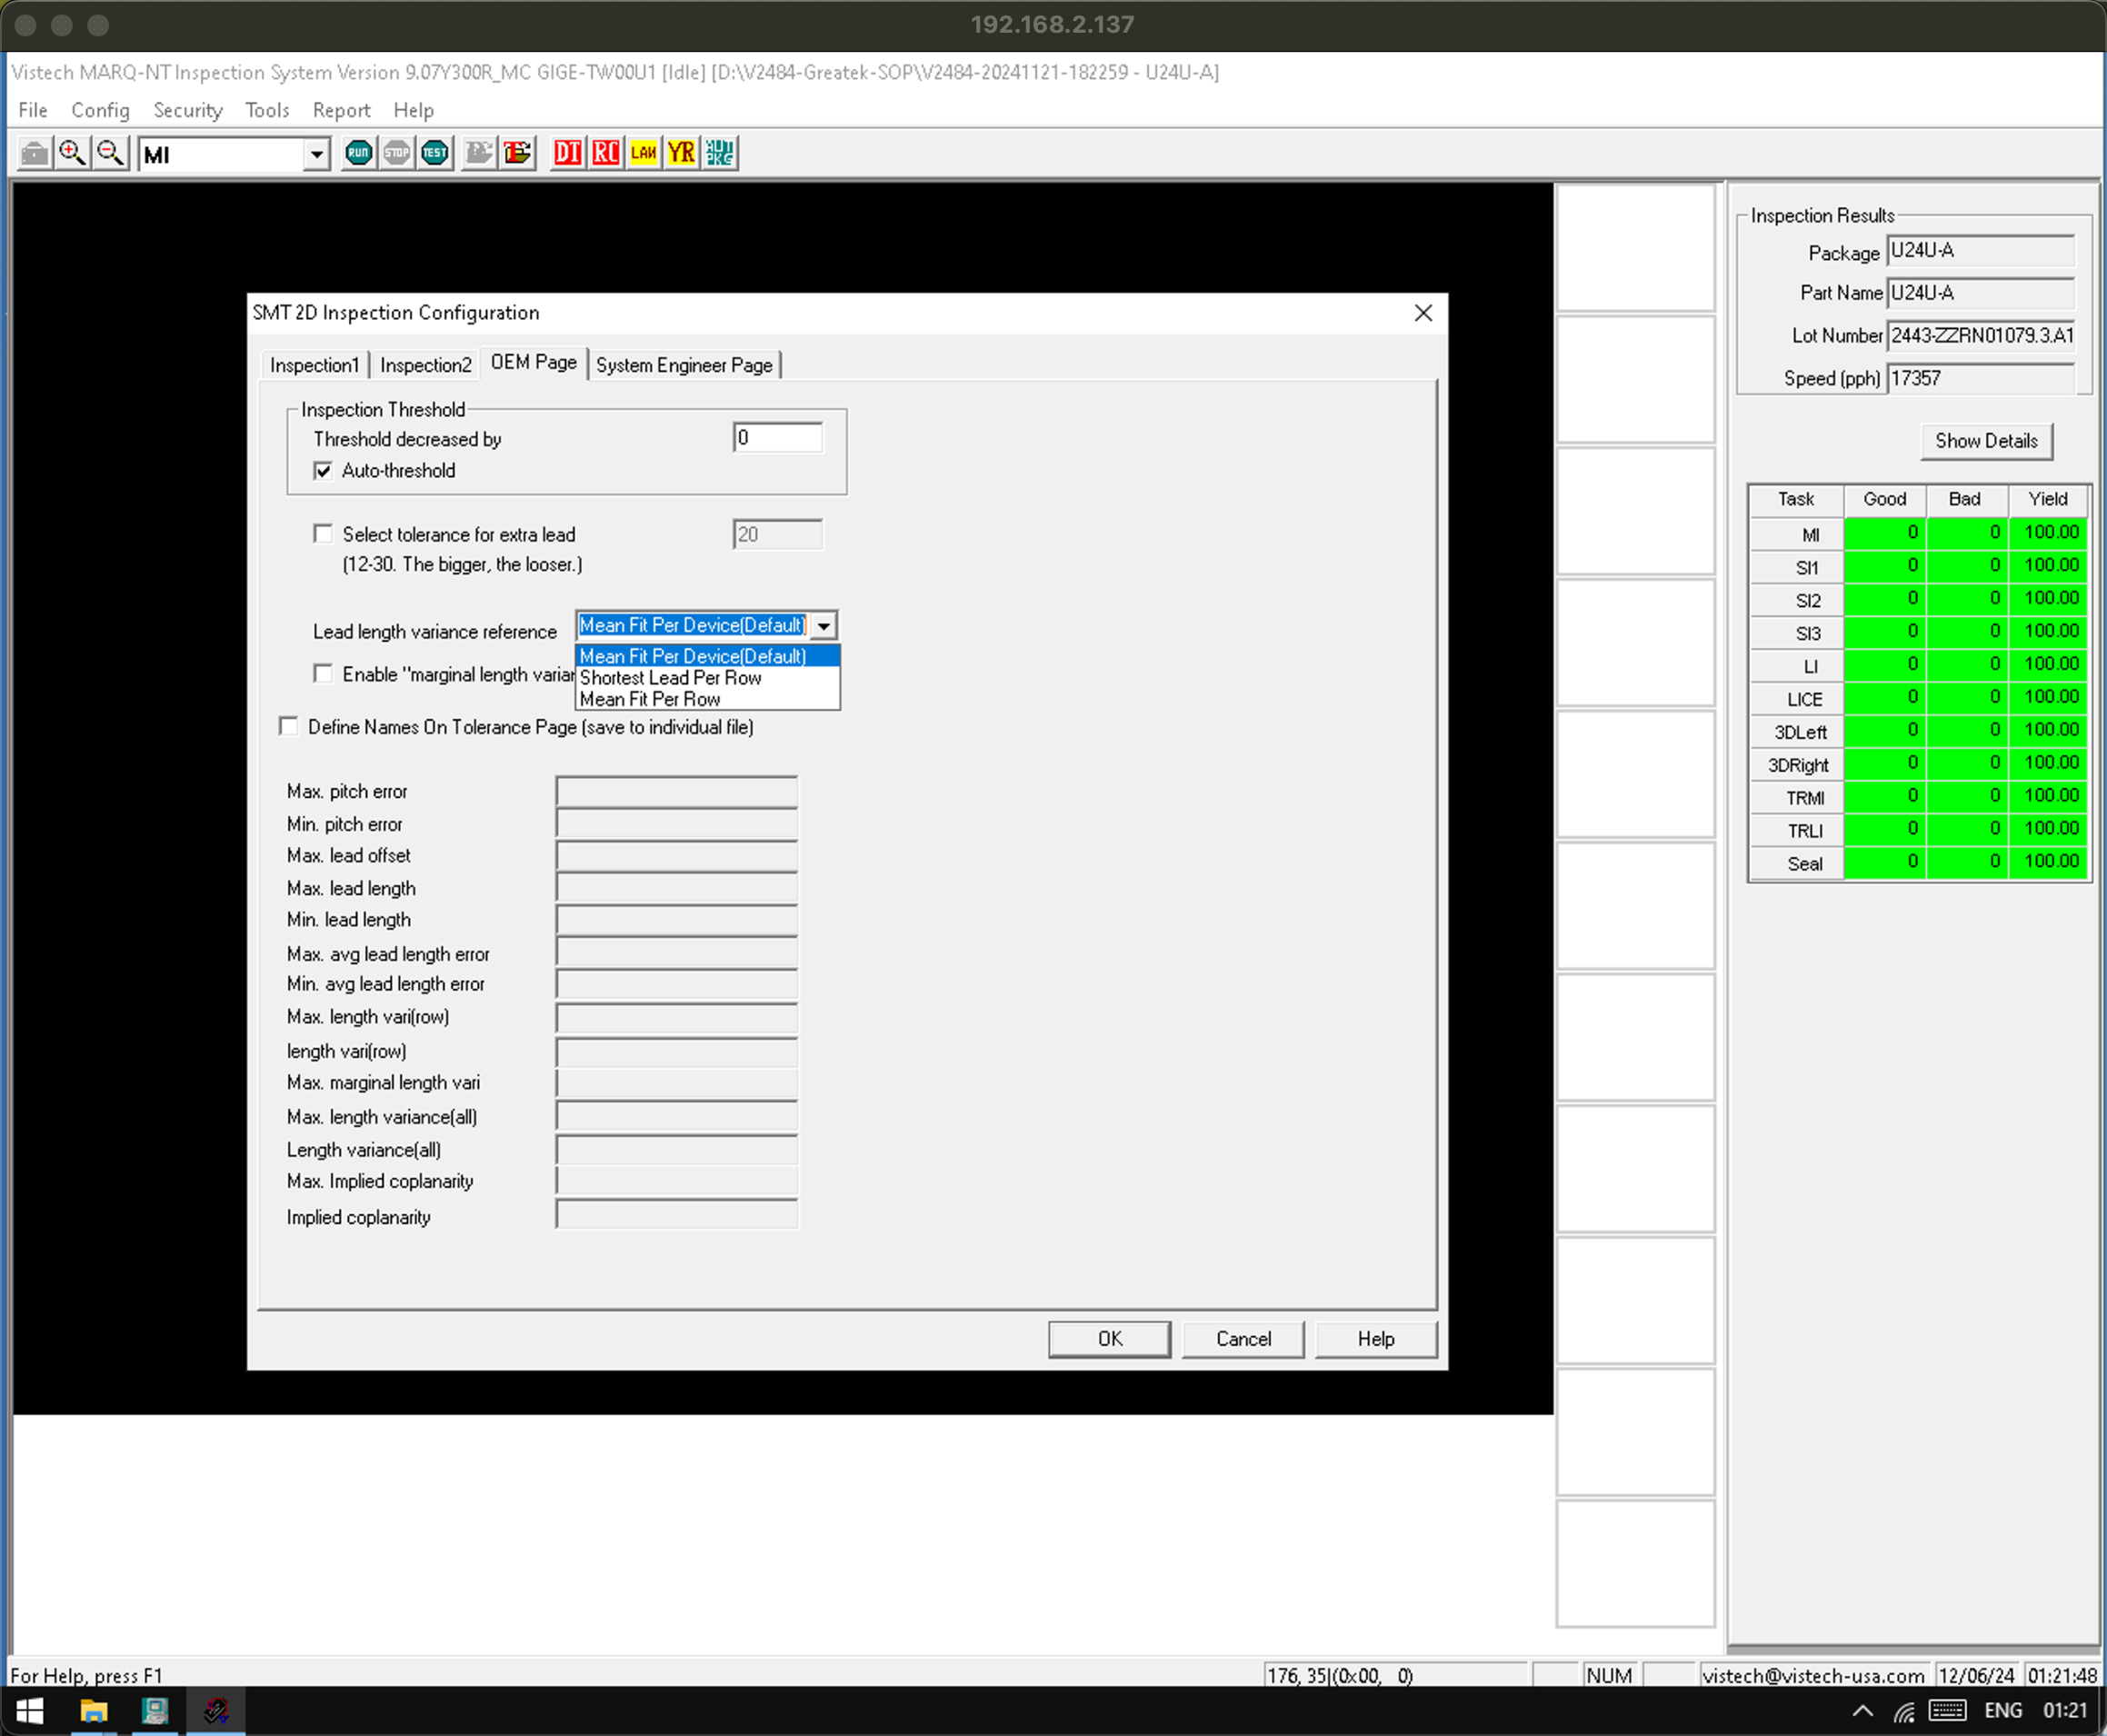 192.168.2.137
Vistech MARQ-NT Inspection System Version 9.07Y300R_MC GIGE-TW00U1 [Idle] [D:\V2484-Greatek-SOP\V2484-20241121-182259 - U24U-A]
File Config Security Tools Report Help
MI RUN STOP TEST DT RC LAW YR AUT PKG
SMT 2D Inspection Configuration
Inspection1 Inspection2 OEM Page System Engineer Page
Inspection Threshold
Threshold decreased by 0
Auto-threshold
Select tolerance for extra lead 20
(12-30. The bigger, the looser.)
Lead length variance reference Mean Fit Per Device(Default)
Mean Fit Per Device(Default)
Shortest Lead Per Row
Mean Fit Per Row
Enable "marginal length varian
Define Names On Tolerance Page (save to individual file)
Max. pitch error
Min. pitch error
Max. lead offset
Max. lead length
Min. lead length
Max. avg lead length error
Min. avg lead length error
Max. length vari(row)
length vari(row)
Max. marginal length vari
Max. length variance(all)
Length variance(all)
Max. Implied coplanarity
Implied coplanarity
OK Cancel Help
Inspection Results
Package U24U-A
Part Name U24U-A
Lot Number 2443-ZZRN01079.3.A1
Speed (pph) 17357
Show Details
Task Good Bad Yield
MI 0 0 100.00
SI1 0 0 100.00
SI2 0 0 100.00
SI3 0 0 100.00
LI 0 0 100.00
LICE 0 0 100.00
3DLeft 0 0 100.00
3DRight 0 0 100.00
TRMI 0 0 100.00
TRLI 0 0 100.00
Seal 0 0 100.00
For Help, press F1 176, 35|(0x00, 0) NUM vistech@vistech-usa.com 12/06/24 01:21:48
ENG 01:21